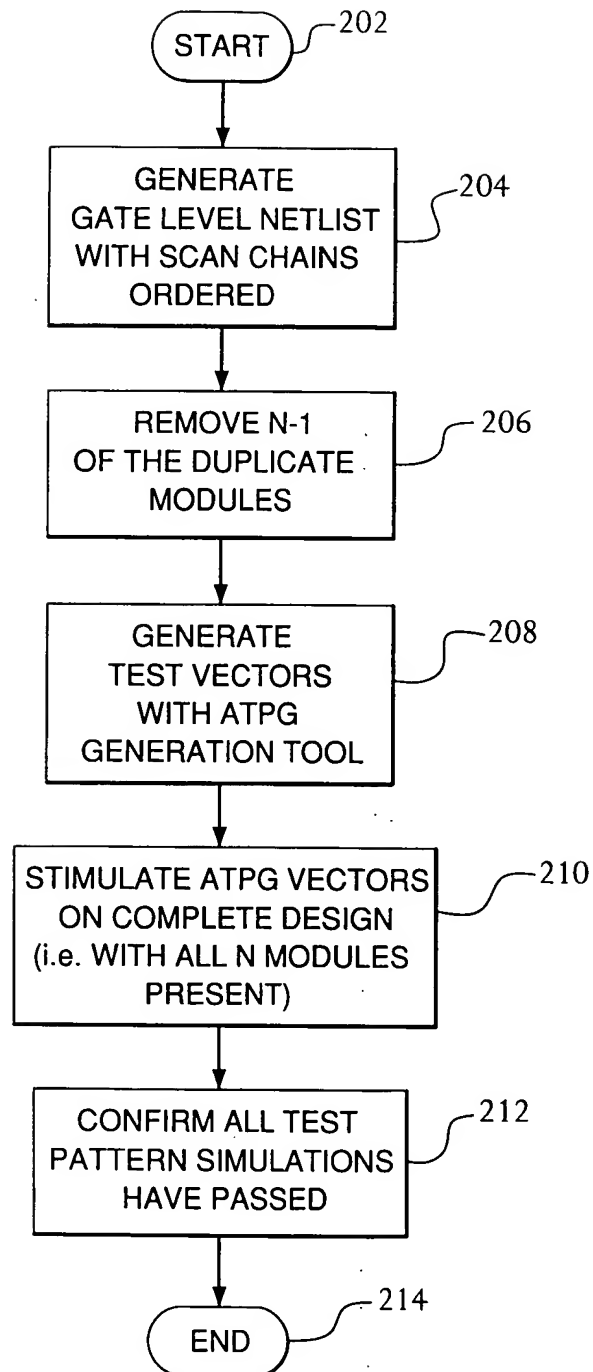 START
202
GENERATE
GATE LEVEL NETLIST
WITH SCAN CHAINS
ORDERED
204
REMOVE N-1
OF THE DUPLICATE
MODULES
206
GENERATE
TEST VECTORS
WITH ATPG
GENERATION TOOL
208
STIMULATE ATPG VECTORS
ON COMPLETE DESIGN
(i.e. WITH ALL N MODULES
PRESENT)
210
CONFIRM ALL TEST
PATTERN SIMULATIONS
HAVE PASSED
212
END
214